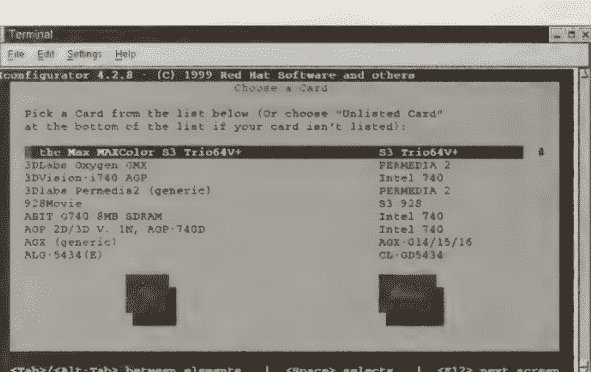 Terminal
File Edit Settings Help
Xconfigurator 4.2.8 - (C) 1999 Red Hat Software and others
Choose a Card
Pick a Card from the list below (Or choose "Unlisted Card"
at the bottom of the list if your card isn't listed):
the Max MAXColor S3 Trio64V+ S3 Trio64V+
3DLabs Oxygen GMX PERMEDIA 2
3DVision-i740 AGP Intel 740
3Dlabs Permedia2 (generic) PERMEDIA 2
928Movie S3 928
ABIT G740 8MB SDRAM Intel 740
AOP 2D/3D V. 1N, AGP-740D Intel 740
AGX (generic) AGX-014/15/16
ALG-5434(E) CL-GD5434
<Tab>/<Alt-Tab> between elements | <Space> selects | <F12> next screen